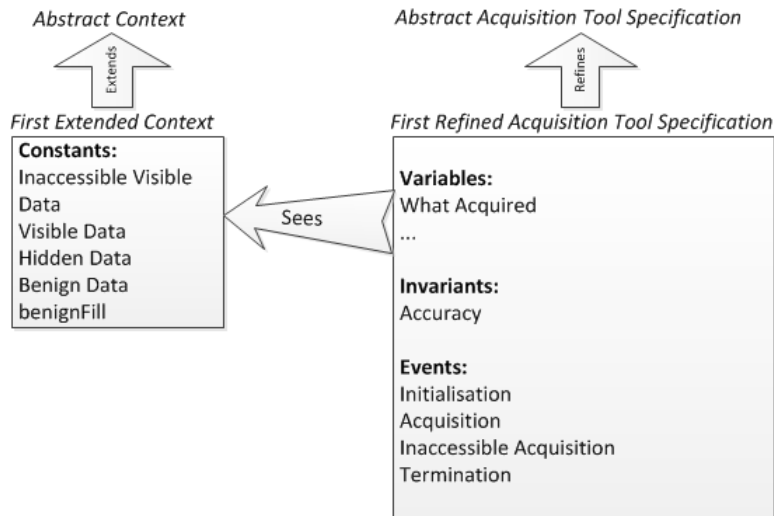 Abstract Context
Abstract Acquisition Tool Specification
Extends
Refines
First Extended Context
First Refined Acquisition Tool Specification
Constants:
Inaccessible Visible
Data
Visible Data
Hidden Data
Benign Data
benignFill
Sees
Variables:
What Acquired
...
Invariants:
Accuracy
Events:
Initialisation
Acquisition
Inaccessible Acquisition
Termination